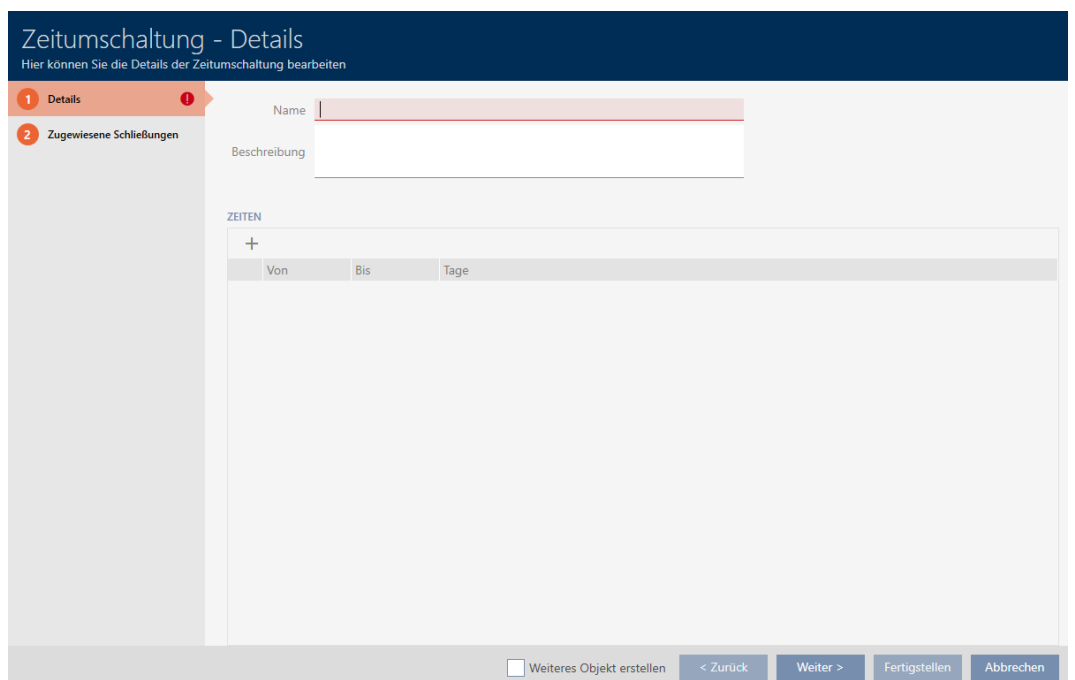 Zeitumschaltung - Details
Hier können Sie die Details der Zeitumschaltung bearbeiten
1 Details !
2 Zugewiesene Schließungen
Name
Beschreibung
ZEITEN
+
Von Bis Tage
Weiteres Objekt erstellen < Zurück Weiter > Fertigstellen Abbrechen